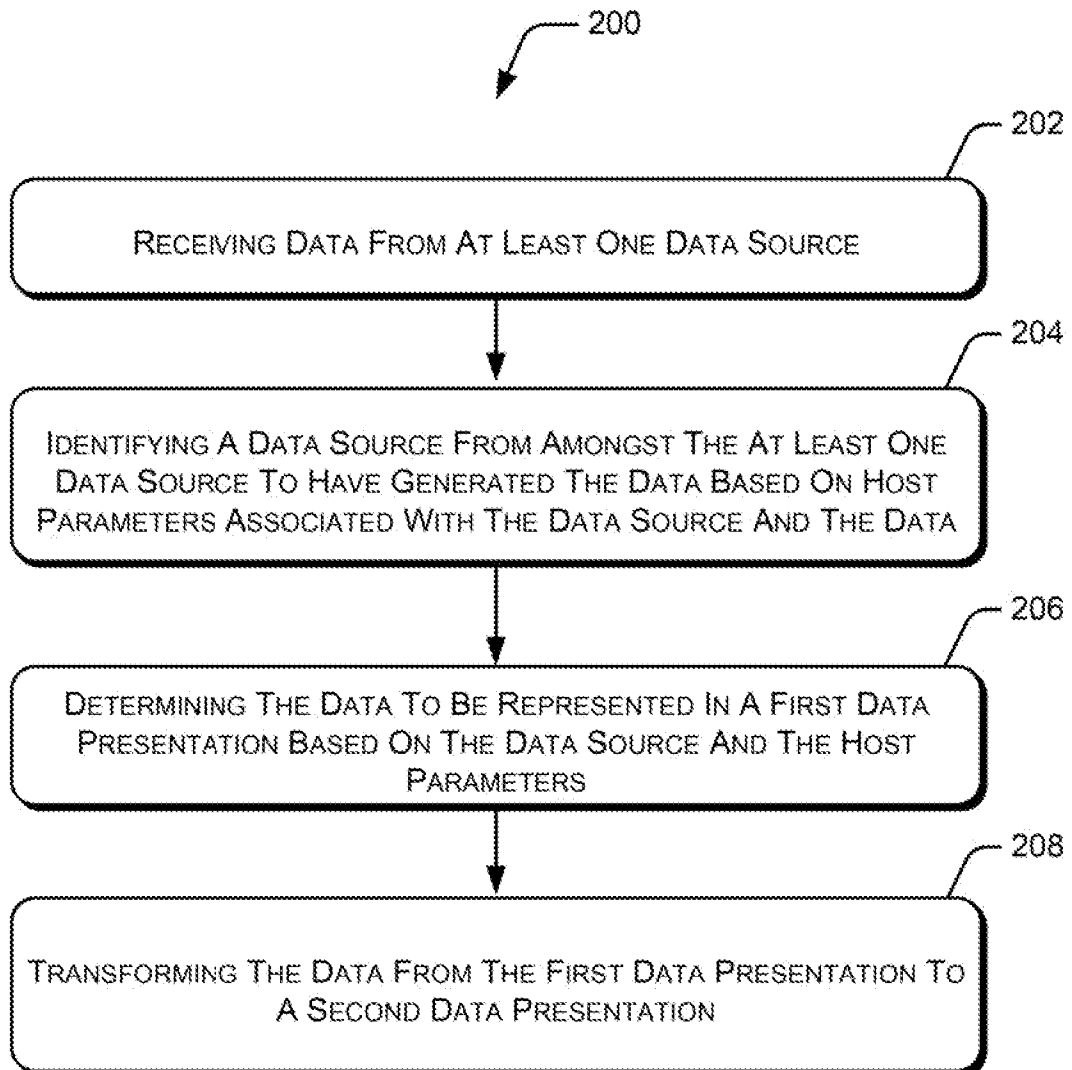 200
202
RECEIVING DATA FROM AT LEAST ONE DATA SOURCE
204
IDENTIFYING A DATA SOURCE FROM AMONGST THE AT LEAST ONE
DATA SOURCE TO HAVE GENERATED THE DATA BASED ON HOST
PARAMETERS ASSOCIATED WITH THE DATA SOURCE AND THE DATA
206
DETERMINING THE DATA TO BE REPRESENTED IN A FIRST DATA
PRESENTATION BASED ON THE DATA SOURCE AND THE HOST
PARAMETERS
208
TRANSFORMING THE DATA FROM THE FIRST DATA PRESENTATION TO
A SECOND DATA PRESENTATION